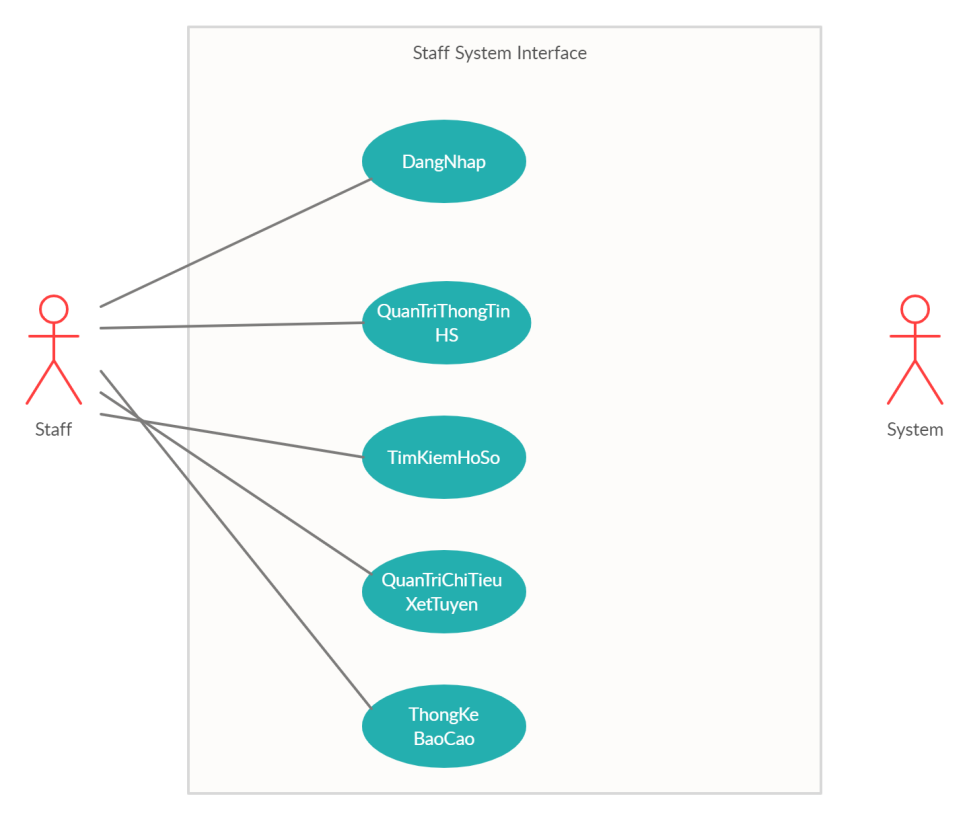 Staff System Interface
DangNhap
QuanTriThongTin
HS
Staff
System
TimKiemHoSo
QuanTriChiTieu
XetTuyen
ThongKe
BaoCao